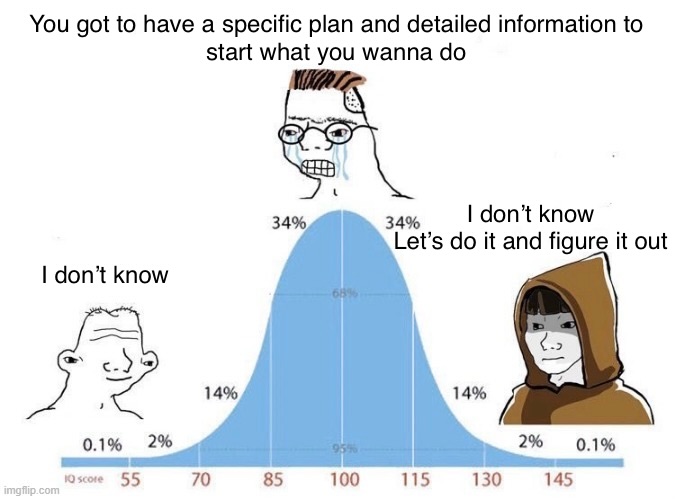 You got to have a specific plan and detailed information to
start what you wanna do
I don’t know
Let’s do it and figure it out
I don’t know
34%
34%
68%
14%
14%
95%
0.1%
2%
2%
0.1%
IQ score
55
70
85
100
115
130
145
imgflip.com